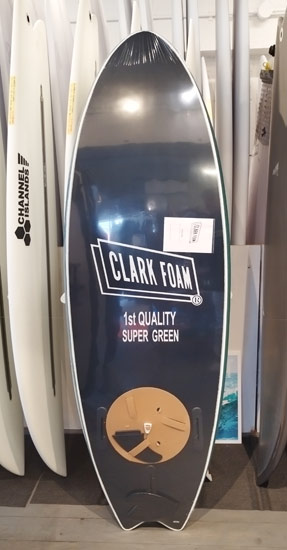 CHANNEL
ISLANDS
CLARK FOAM
1st QUALITY
SUPER GREEN